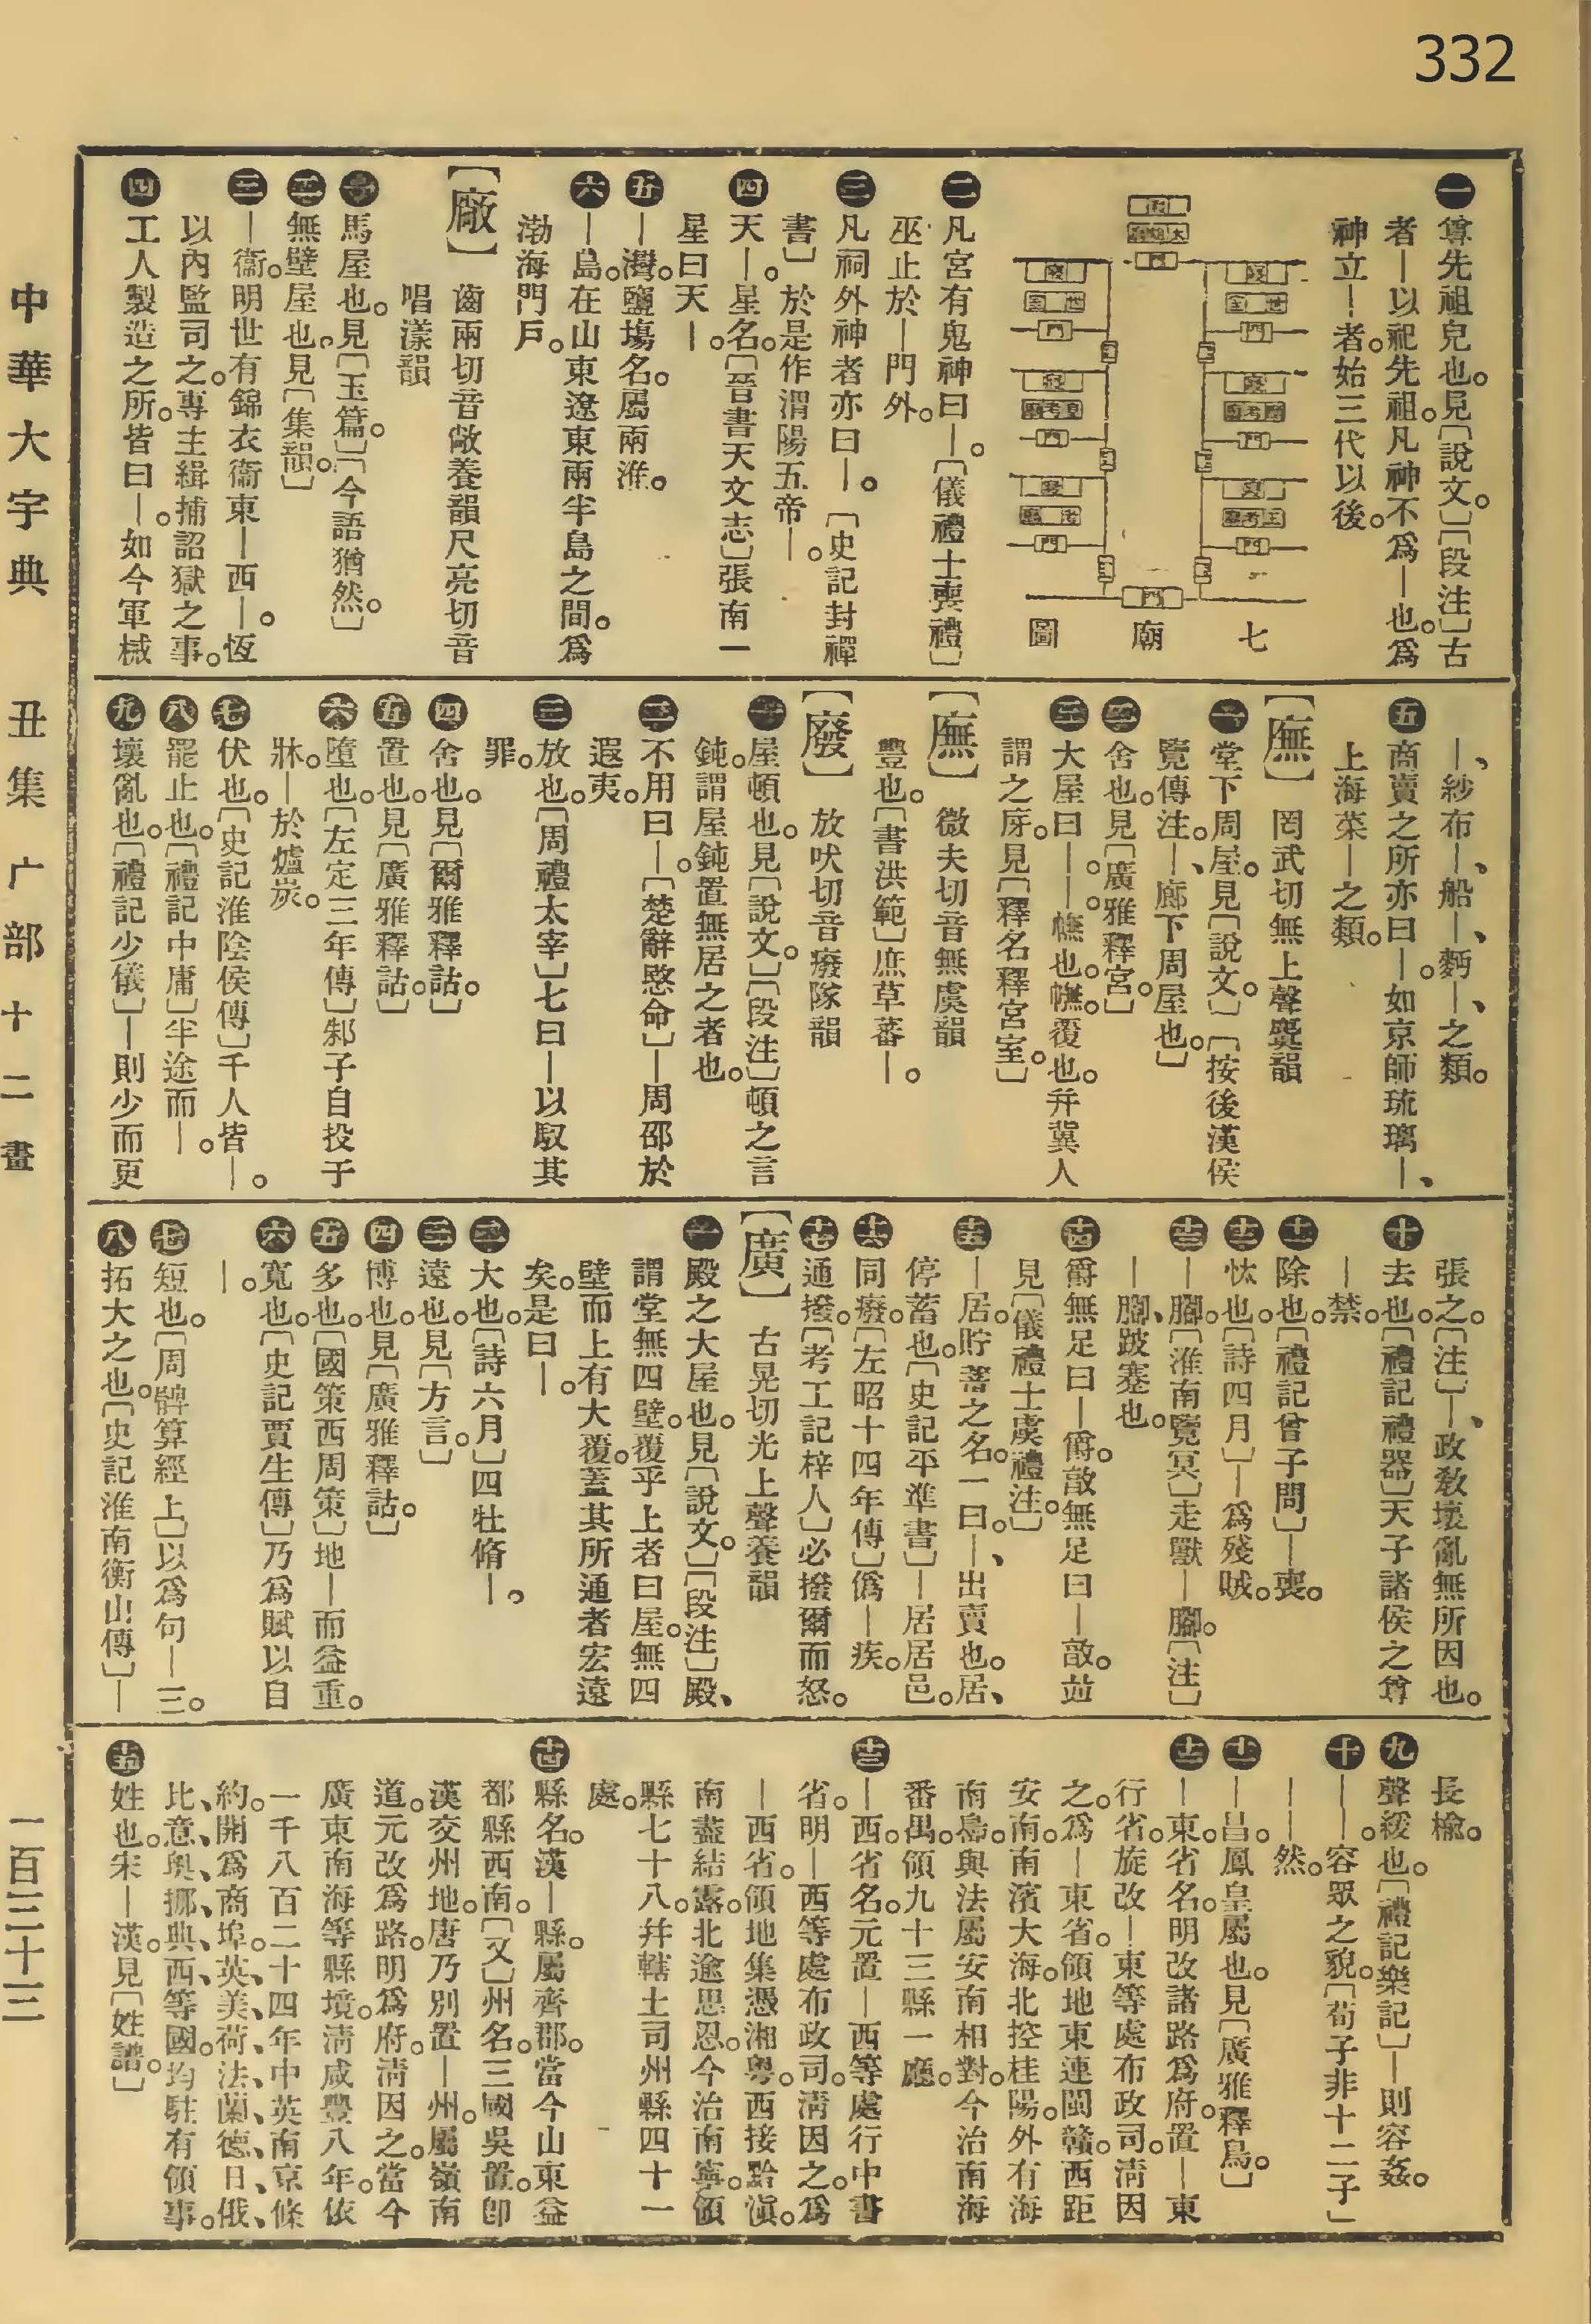 332
中華大字典 丑集 广部 十二畫 一百三十三
㊀尊先祖皃也。見〔說文。〕〔段注〕古
者｜以祀先祖。凡神不爲｜也。爲
神立｜者。始三代以後。
七廟圖
㊁凡宮有鬼神曰｜。〔儀禮士喪禮〕
巫止於｜門外。
㊂凡祠外神者亦曰｜。〔史記封禪
書〕於是作渭陽五帝｜。
㊃天｜。星名。〔晉書天文志〕張南一
星曰天｜。
㊄｜灣。鹽塲名。屬兩淮。
㊅｜島。在山東遼東兩半島之間。爲
渤海門戶。
〔廠〕齒兩切音敞養韻尺亮切音
唱漾韻
㊀馬屋也。見〔玉篇。〕〔今語猶然。〕
㊁無壁屋也。見〔集韻。〕
㊂｜衞。明世有錦衣衞東｜西｜。恆
以內監司之。專主緝捕詔獄之事。
㊃工人製造之所。皆曰｜。如今軍械
｜、紗布｜、船｜、麪｜、之類。
㊄商賣之所亦曰｜。如京師琉璃｜、
上海菜｜之類。
〔廡〕罔武切無上聲麌韻
㊀堂下周屋。見〔說文。〕〔按後漢侯
覽傳注。｜、廊下周屋也。〕
㊁舍也。見〔廣雅釋宮。〕
㊂大屋曰｜。｜。幠也。幠。覆也。幷冀人
謂之庌。見〔釋名釋宮室。〕
〔廡〕微夫切音無虞韻
豐也。〔書洪範〕庶草蕃｜。
〔廢〕放吠切音癈隊韻
㊀屋頓也。見〔說文。〕〔段注〕頓之言
鈍。謂屋鈍置無居之者也。
㊁不用曰｜。〔楚辭愍命〕｜周邵於
遐夷。
㊂放也。〔周禮太宰〕七曰｜以馭其
罪。
㊃舍也。見〔爾雅釋詁。〕
㊄置也。見〔廣雅釋詁。〕
㊅墮也。〔左定三年傳〕邾子自投于
牀。｜於爐炭。
㊆伏也。〔史記淮陰侯傳〕千人皆｜。
㊇罷止也。〔禮記中庸〕半途而｜。
㊈壞亂也。〔禮記少儀〕｜則少而更
張之。〔注〕｜、政敎壞亂無所因也。
㊉去也。〔禮記禮器〕天子諸侯之尊
｜禁。
十一除也。〔禮記曾子問〕｜喪。
十二忕也。〔詩四月〕｜爲殘賊。
十三｜腳。〔淮南覽冥〕走獸｜腳。〔注〕
｜腳、跛蹇也。
十四爵無足曰｜爵。敵無足曰｜敵。並
見〔儀禮士虞禮注。〕
十五｜居。貯蓄之名。一曰。｜、出賣也。居、
停蓄也。〔史記平準書〕｜居居邑。
十六同癈。〔左昭十四年傳〕僞｜疾。
十七通撥。〔考工記梓人〕必撥爾而怒。
〔廣〕古晃切光上聲養韻
㊀殿之大屋也。見〔說文。〕〔段注〕殿、
謂堂無四壁。覆乎上者曰屋。無四
壁而上有大覆。蓋其所通者宏遠
矣。是曰｜。
㊁大也。〔詩六月〕四牡脩｜。
㊂遠也。見〔方言。〕
㊃博也。見〔廣雅釋詁。〕
㊄多也。〔國策西周策〕地｜而益重。
㊅寬也。〔史記賈生傳〕乃爲賦以自
｜。
㊆短也。〔周髀算經上〕以爲句｜三。
㊇拓大之也。〔史記淮南衡山傳〕｜
長榆。
㊈聲緩也。〔禮記樂記〕｜則容姦。
㊉｜｜。容眾之貌。〔荀子非十二子〕
｜｜然。
十一｜昌。鳳皇屬也。見〔廣雅釋鳥。〕
十二｜東。省名。明改諸路爲府。置｜東
行省。旋改｜東等處布政司。淸因
之。爲｜東省。領地東連閩贛。西距
安南。南濱大海。北控桂陽。外有海
南島。與法屬安南相對。今治南海
番禺。領九十三縣一廳。
十三｜西。省名。元置｜西等處行中書
省。明｜西等處布政司。淸因之。爲
｜西省。領地集憑湘粤。西接黔滇。
南盡結露。北逾思忍。今治南寧。領
縣七十八。幷轄土司州縣四十一
處。
十四縣名。漢｜縣。屬齊郡。當今山東益
都縣西南。〔又〕州名。三國吳置。卽
漢交州地。唐乃別置｜州。屬嶺南
道。元改爲路。明爲府。淸因之。當今
廣東南海等縣境。淸咸豐八年。依
一千八百二十四年中英南京條
約。開爲商埠。英、美、荷、法、蘭、德、日、俄、
比、意、奧、挪、典、西、等國。均駐有領事。
十五姓也。宋｜漢。見〔姓譜。〕